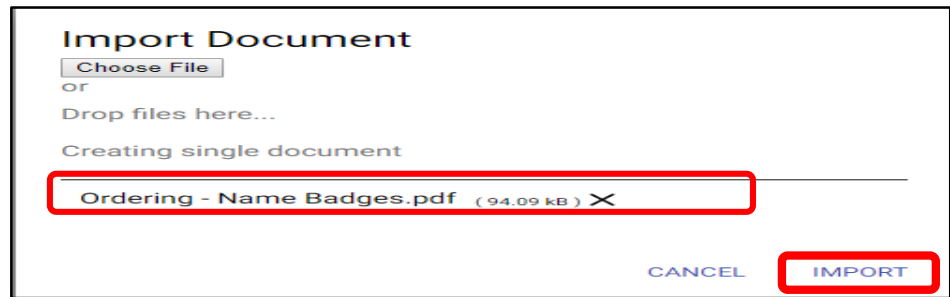 Import Document
Choose File
or
Drop files here...
Creating single document
Ordering - Name Badges.pdf (94.09 kB) X
CANCEL IMPORT